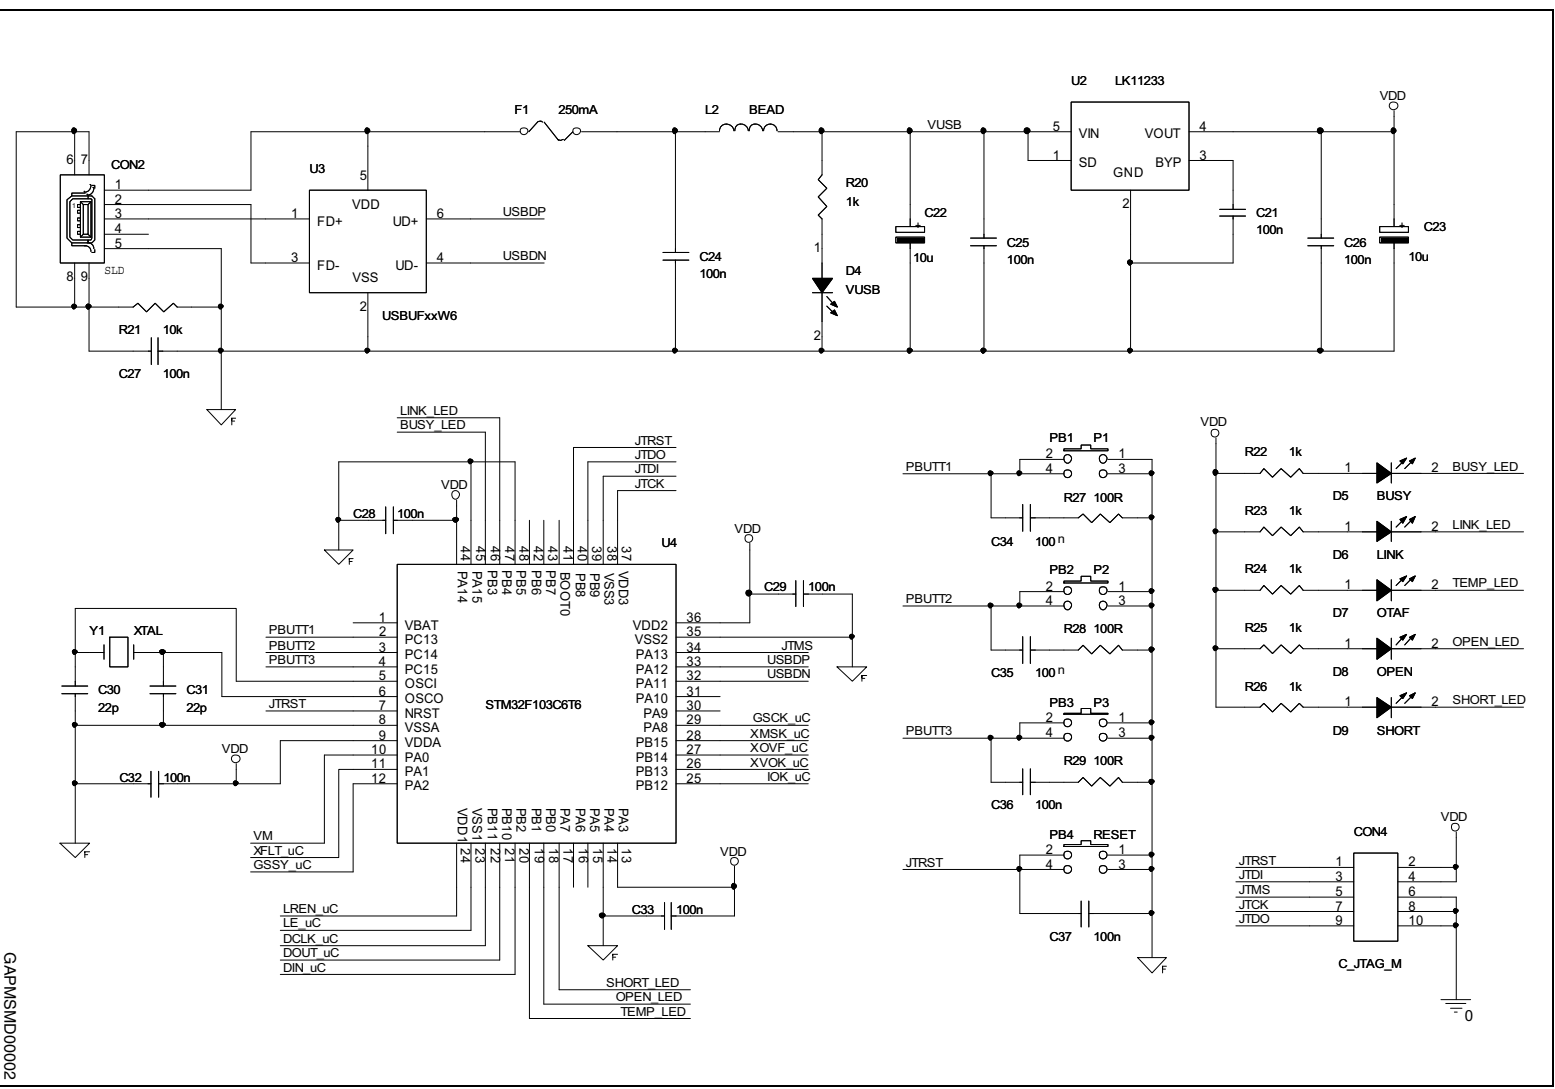 U2 LK11233
VDD
F1 250mA
L2 BEAD
VUSB
5 VIN VOUT 4
1 SD BYP 3
GND
2
6 7
CON2
1
2
3
4
5
SLD
8 9
U3
5
VDD
1 FD+ UD+ 6 USBDP
3 FD- UD- 4 USBDN
VSS
2
USBUFxxW6
R21 10k
C27 100n
F
C24
100n
R20
1k
1
D4
VUSB
2
C22
10u
C25
100n
C21
100n
C26
100n
C23
10u
LINK_LED
BUSY_LED
JTRST
JTDO
JTDI
JTCK
VDD
C28 100n
F
U4
44 45 46 47 48 42 43 41 40 39 38 37
PA14 PA15 PB3 PB4 PB5 PB6 PB7 BOOT0 PB8 PB9 VSS3 VDD3
VDD
C29 100n
F
Y1 XTAL
C30
22p
C31
22p
PBUTT1
PBUTT2
PBUTT3
JTRST
VDD
C32 100n
F
1 VBAT
2 PC13
3 PC14
4 PC15
5 OSCI
6 OSCO
7 NRST
8 VSSA
9 VDDA
10 PA0
11 PA1
12 PA2
STM32F103C6T6
VDD2 36
VSS2 35
PA13 34 JTMS
PA12 33 USBDP
PA11 32 USBDN
PA10 31
PA9 30
PA8 29 GSCK_uC
PB15 28 XMSK_uC
PB14 27 XOVF_uC
PB13 26 XVOK_uC
PB12 25 IOK_uC
VDD1 VSS1 PB11 PB10 PB2 PB1 PB0 PA7 PA6 PA5 PA4 PA3
24 23 22 21 20 19 18 17 16 15 14 13
VM
XFLT_uC
GSSY_uC
LREN_uC
LE_uC
DCLK_uC
DOUT_uC
DIN_uC
VDD
C33 100n
F
SHORT_LED
OPEN_LED
TEMP_LED
PB1 P1
PBUTT1
2 1
4 3
R27 100R
C34 100n
PB2 P2
PBUTT2
2 1
4 3
R28 100R
C35 100n
PB3 P3
PBUTT3
2 1
4 3
R29 100R
C36 100n
PB4 RESET
JTRST
2 1
4 3
C37 100n
F
VDD
R22 1k 1 2 BUSY_LED
D5 BUSY
R23 1k 1 2 LINK_LED
D6 LINK
R24 1k 1 2 TEMP_LED
D7 OTAF
R25 1k 1 2 OPEN_LED
D8 OPEN
R26 1k 1 2 SHORT_LED
D9 SHORT
VDD
CON4
JTRST 1 2
JTDI 3 4
JTMS 5 6
JTCK 7 8
JTDO 9 10
C_JTAG_M
0
GAPMSMD00002